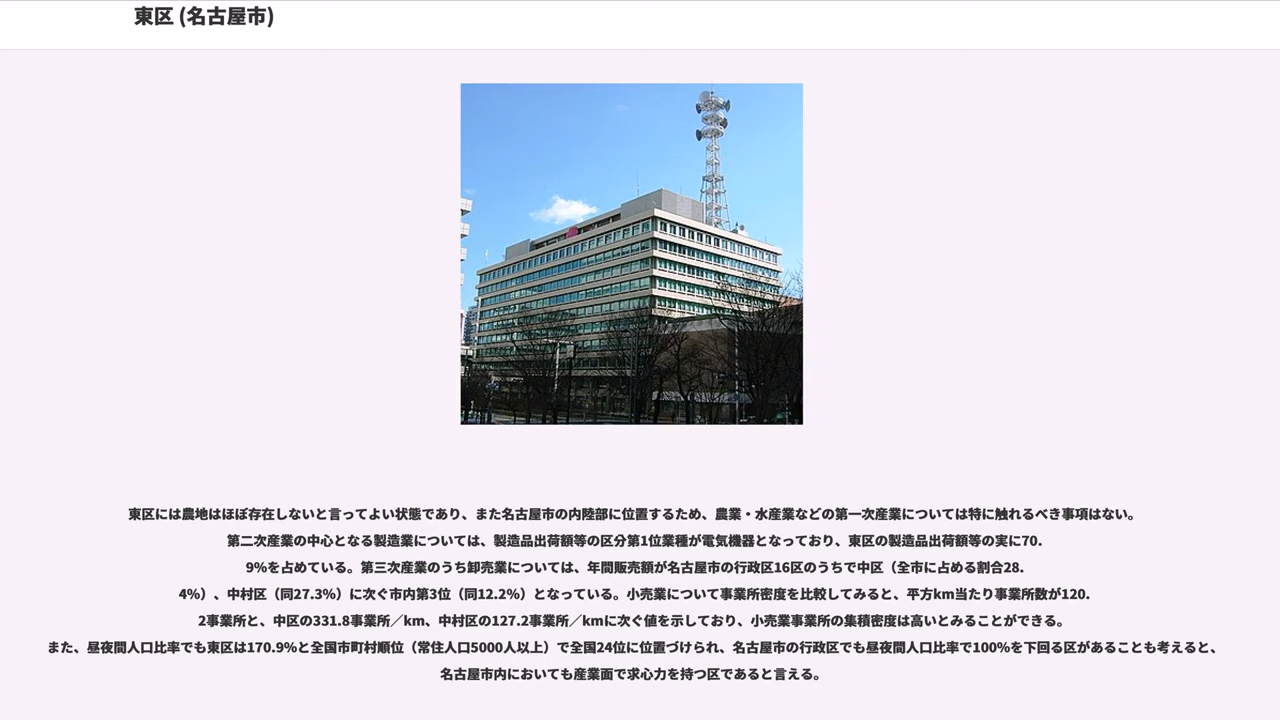 東区 (名古屋市)
東区には農地はほぼ存在しないと言ってよい状態であり、また名古屋市の内陸部に位置するため、農業・水産業などの第一次産業については特に触れるべき事項はない。
第二次産業の中心となる製造業については、製造品出荷額等の区分第1位業種が電気機器となっており、東区の製造品出荷額等の実に70.
9%を占めている。第三次産業のうち卸売業については、年間販売額が名古屋市の行政区16区のうちで中区（全市に占める割合28.
4%）、中村区（同27.3%）に次ぐ市内第3位（同12.2%）となっている。小売業について事業所密度を比較してみると、平方km当たり事業所数が120.
2事業所と、中区の331.8事業所／km、中村区の127.2事業所／kmに次ぐ値を示しており、小売業事業所の集積密度は高いとみることができる。
また、昼夜間人口比率でも東区は170.9%と全国市町村順位（常住人口5000人以上）で全国24位に位置づけられ、名古屋市の行政区でも昼夜間人口比率で100%を下回る区があることも考えると、
名古屋市内においても産業面で求心力を持つ区であると言える。